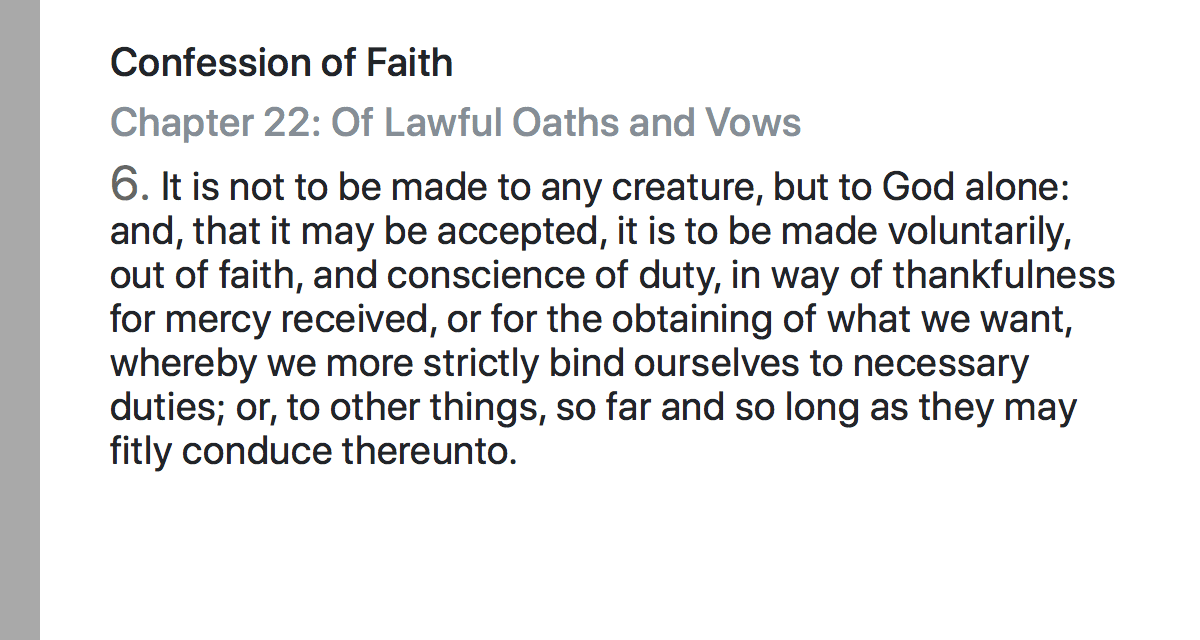 Confession of Faith
Chapter 22: Of Lawful Oaths and Vows
6. It is not to be made to any creature, but to God alone:
and, that it may be accepted, it is to be made voluntarily,
out of faith, and conscience of duty, in way of thankfulness
for mercy received, or for the obtaining of what we want,
whereby we more strictly bind ourselves to necessary
duties; or, to other things, so far and so long as they may
fitly conduce thereunto.